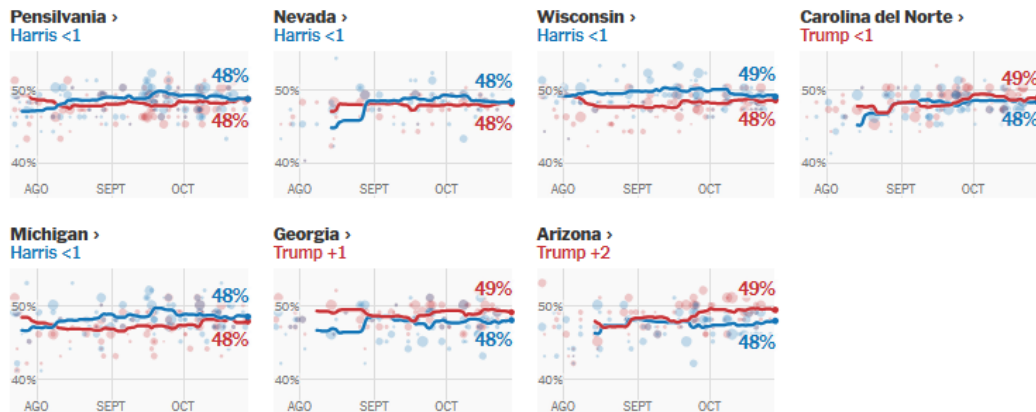 Pensilvania ›
Harris <1
48%
50%
48%
40%
AGO SEPT OCT
Nevada ›
Harris <1
48%
50%
48%
40%
AGO SEPT OCT
Wisconsin ›
Harris <1
49%
50%
48%
40%
AGO SEPT OCT
Carolina del Norte ›
Trump <1
49%
50%
48%
40%
AGO SEPT OCT
Michigan ›
Harris <1
48%
50%
48%
40%
AGO SEPT OCT
Georgia ›
Trump +1
49%
50%
48%
40%
AGO SEPT OCT
Arizona ›
Trump +2
49%
50%
48%
40%
AGO SEPT OCT